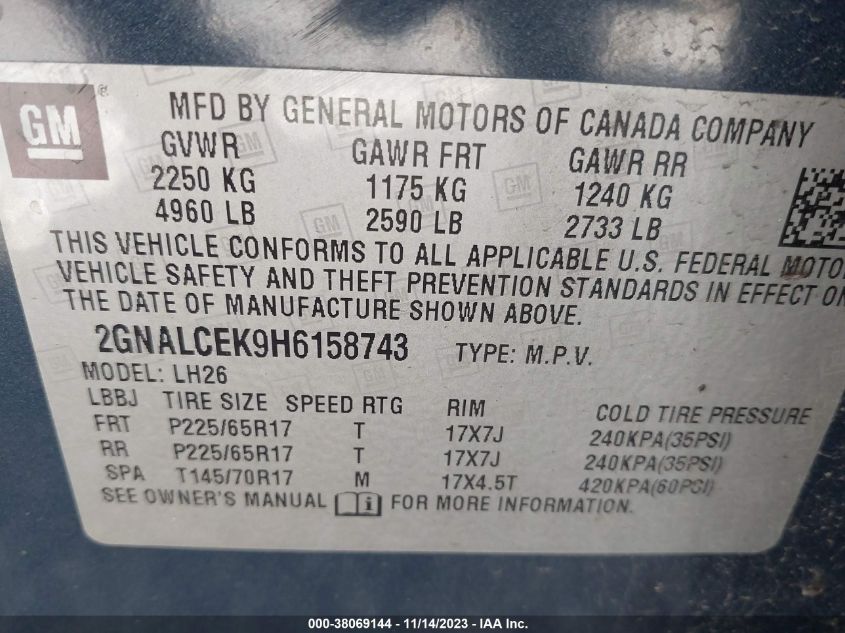 GM
MFD BY GENERAL MOTORS OF CANADA COMPANY
GVWR GAWR FRT GAWR RR
2250 KG 1175 KG 1240 KG
4960 LB 2590 LB 2733 LB
THIS VEHICLE CONFORMS TO ALL APPLICABLE U.S. FEDERAL MOTO
VEHICLE SAFETY AND THEFT PREVENTION STANDARDS IN EFFECT ON
THE DATE OF MANUFACTURE SHOWN ABOVE.
2GNALCEK9H6158743 TYPE: M.P.V.
MODEL: LH26
LBBJ TIRE SIZE SPEED RTG RIM COLD TIRE PRESSURE
FRT P225/65R17 T 17X7J 240KPA(35PSI)
RR P225/65R17 T 17X7J 240KPA(35PSI)
SPA T145/70R17 M 17X4.5T 420KPA(60PSI)
SEE OWNER'S MANUAL i FOR MORE INFORMATION.
000-38069144 - 11/14/2023 - IAA Inc.